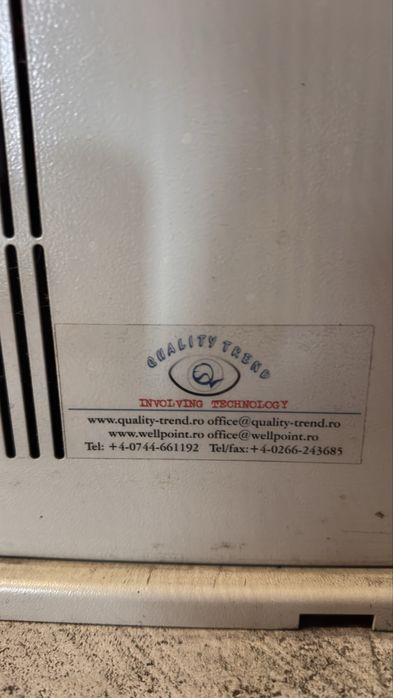 QUALITY TREND
INVOLVING TECHNOLOGY
www.quality-trend.ro office@quality-trend.ro
www.wellpoint.ro office@wellpoint.ro
Tel: +4-0744-661192 Tel/fax:+4-0266-243685